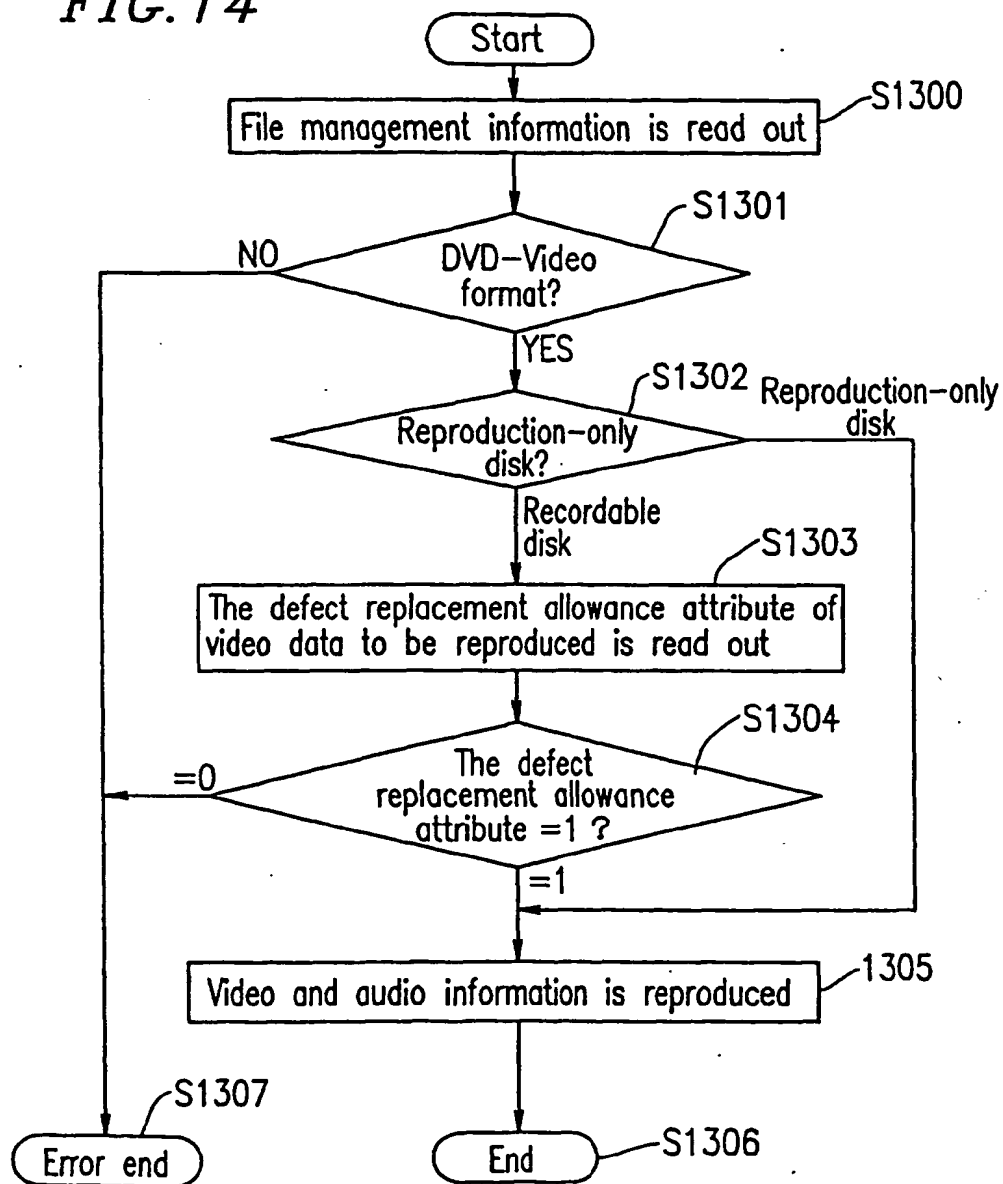 FIG. 14
Start
S1300
File management information is read out
S1301
NO
DVD-Video
format?
YES
S1302
Reproduction-only
disk
Reproduction-only
disk?
Recordable
disk
S1303
The defect replacement allowance attribute of
video data to be reproduced is read out
S1304
=0
The defect
replacement allowance
attribute =1 ?
=1
1305
Video and audio information is reproduced
S1307
Error end
S1306
End